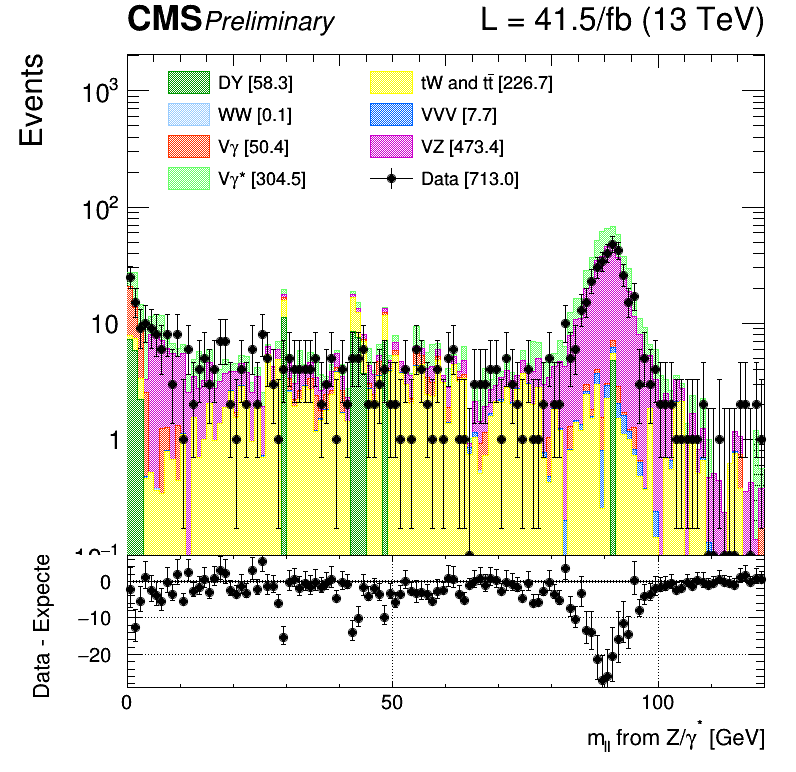 CMS Preliminary L = 41.5/fb (13 TeV)
Events
DY [58.3]
WW [0.1]
Vγ [50.4]
Vγ* [304.5]
tW and tt̄ [226.7]
VVV [7.7]
VZ [473.4]
Data [713.0]
10³
10²
10
1
10⁻¹
Data - Expecte
0
−10
−20
0 50 100
m_ll from Z/γ* [GeV]